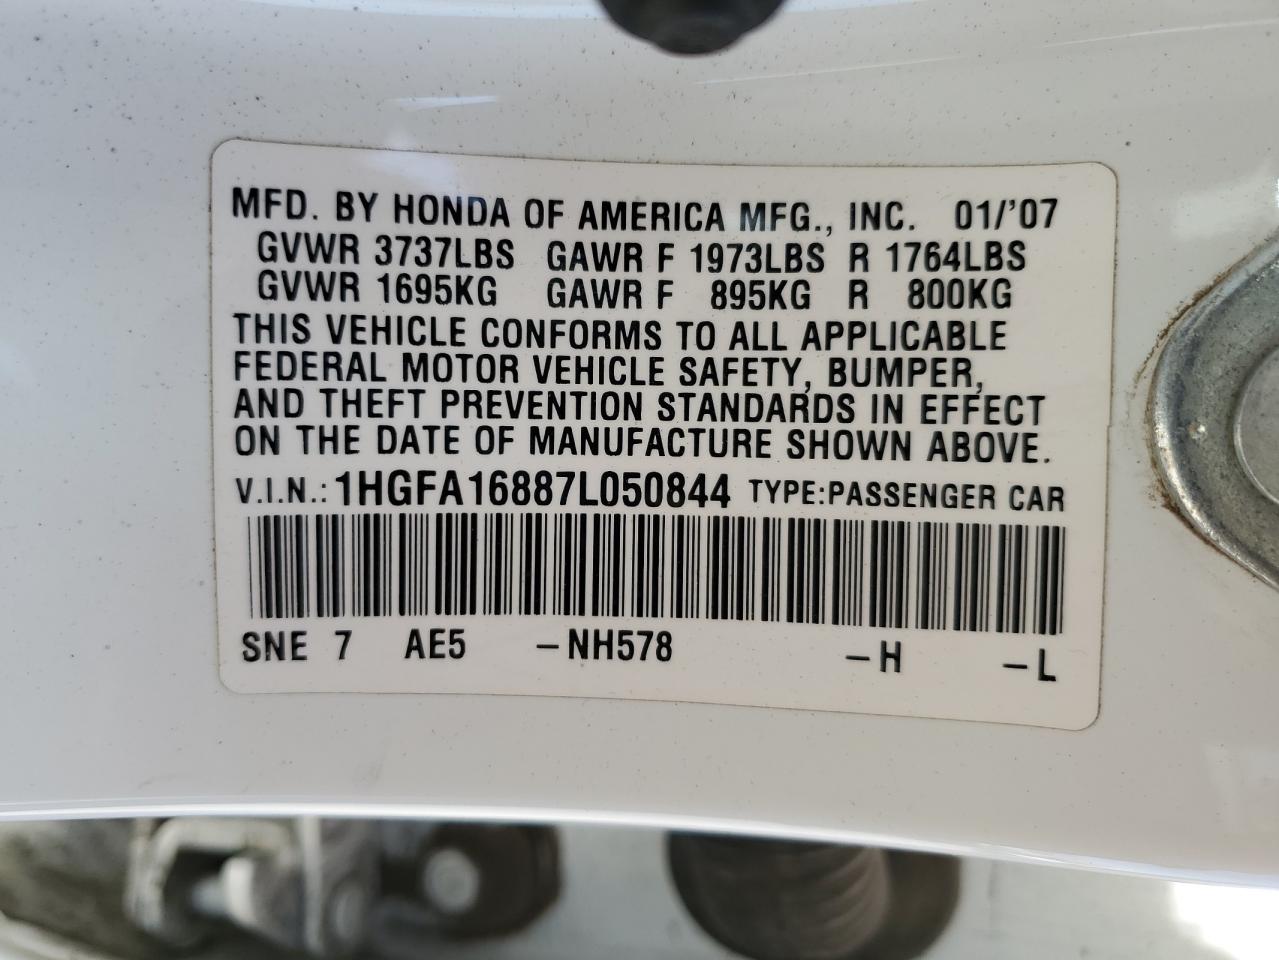 MFD. BY HONDA OF AMERICA MFG., INC. 01/'07
GVWR 3737LBS GAWR F 1973LBS R 1764LBS
GVWR 1695KG GAWR F 895KG R 800KG
THIS VEHICLE CONFORMS TO ALL APPLICABLE
FEDERAL MOTOR VEHICLE SAFETY, BUMPER,
AND THEFT PREVENTION STANDARDS IN EFFECT
ON THE DATE OF MANUFACTURE SHOWN ABOVE.
V.I.N.: 1HGFA16887L050844 TYPE:PASSENGER CAR
SNE 7 AE5 –NH578 –H –L